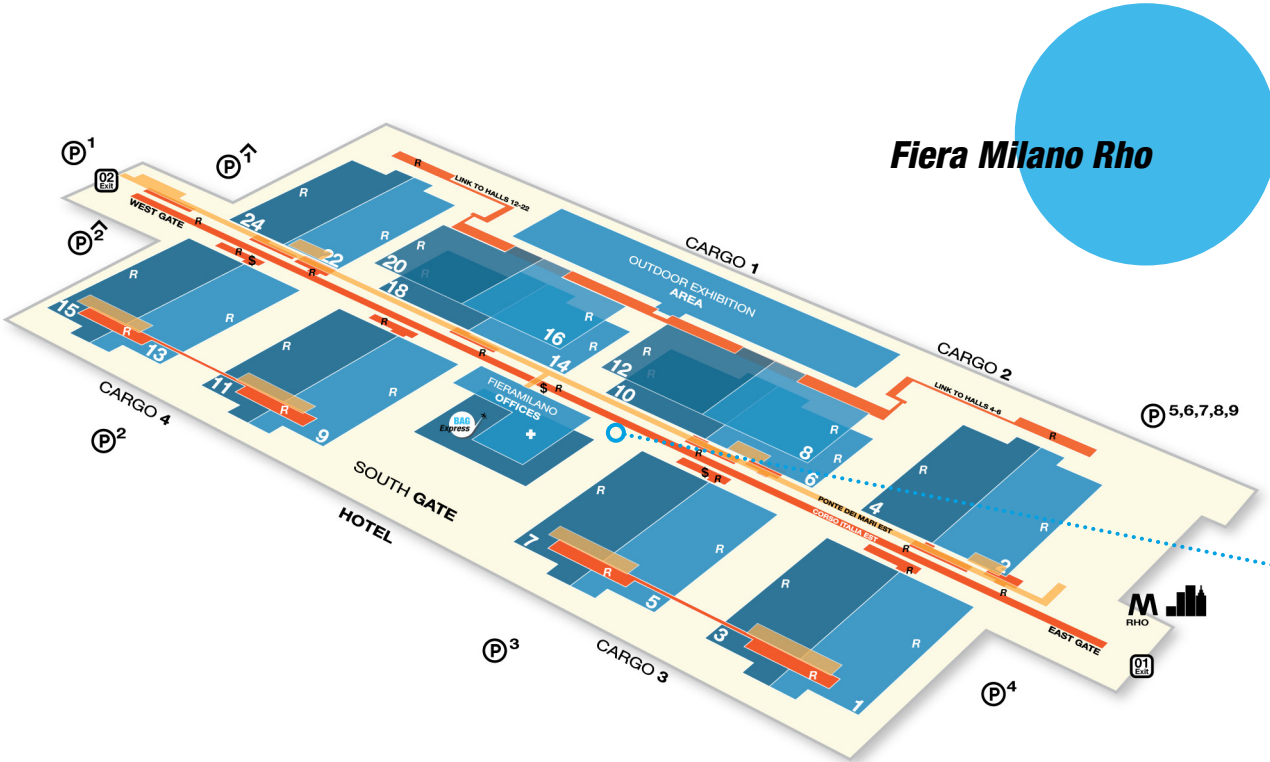 Fiera Milano Rho
P 1
P 1
02
Exit
P 2
WEST GATE
R
LINK TO HALLS 12-22
R
R
24
22
R
R
R
$
R
CARGO 1
OUTDOOR EXHIBITION
AREA
20
18
16
14
R
R
R
R
15
R
13
R
R
11
R
9
R
R
CARGO 4
P 2
FIERAMILANO
OFFICES
BAG
Express
$ R
12
10
8
6
R
R
R
R
CARGO 2
LINK TO HALLS 4-6
R
P 5,6,7,8,9
4
R
2
R
$ R
PONTE DEI MARI EST
CORSO ITALIA EST
R
R
R
SOUTH GATE
HOTEL
7
R
R
R
5
3
R
R
R
1
M
RHO
EAST GATE
01
Exit
P 3
CARGO 3
P 4